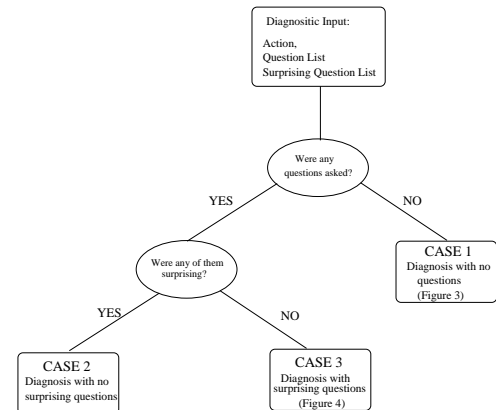 Diagnositic Input:
Action,
Question List
Surprising Question List
Were any
questions asked?
YES
NO
Were any of them
surprising?
CASE 1
Diagnosis with no
questions
(Figure 3)
YES
NO
CASE 2
Diagnosis with no
surprising questions
CASE 3
Diagnosis with
surprising questions
(Figure 4)